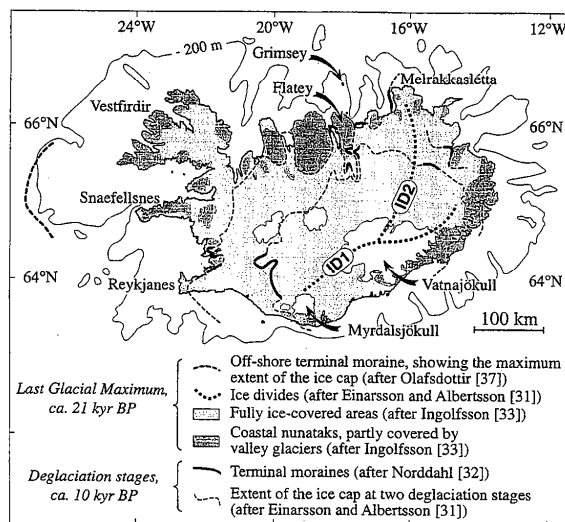 24°W 20°W 16°W 12°W
- 200 m
Grimsey
Melrakkaslétta
Flatey
Vestfirdir
66°N 66°N
Snaefellsnes
ID2
ID1
64°N 64°N
Reykjanes
Vatnajökull
Myrdalsjökull
100 km
Last Glacial Maximum,
ca. 21 kyr BP
Off-shore terminal moraine, showing the maximum
extent of the ice cap (after Olafsdottir [37])
Ice divides (after Einarsson and Albertsson [31])
Fully ice-covered areas (after Ingolfsson [33])
Coastal nunataks, partly covered by
valley glaciers (after Ingolfsson [33])
Deglaciation stages,
ca. 10 kyr BP
Terminal moraines (after Norddahl [32])
Extent of the ice cap at two deglaciation stages
(after Einarsson and Albertsson [31])